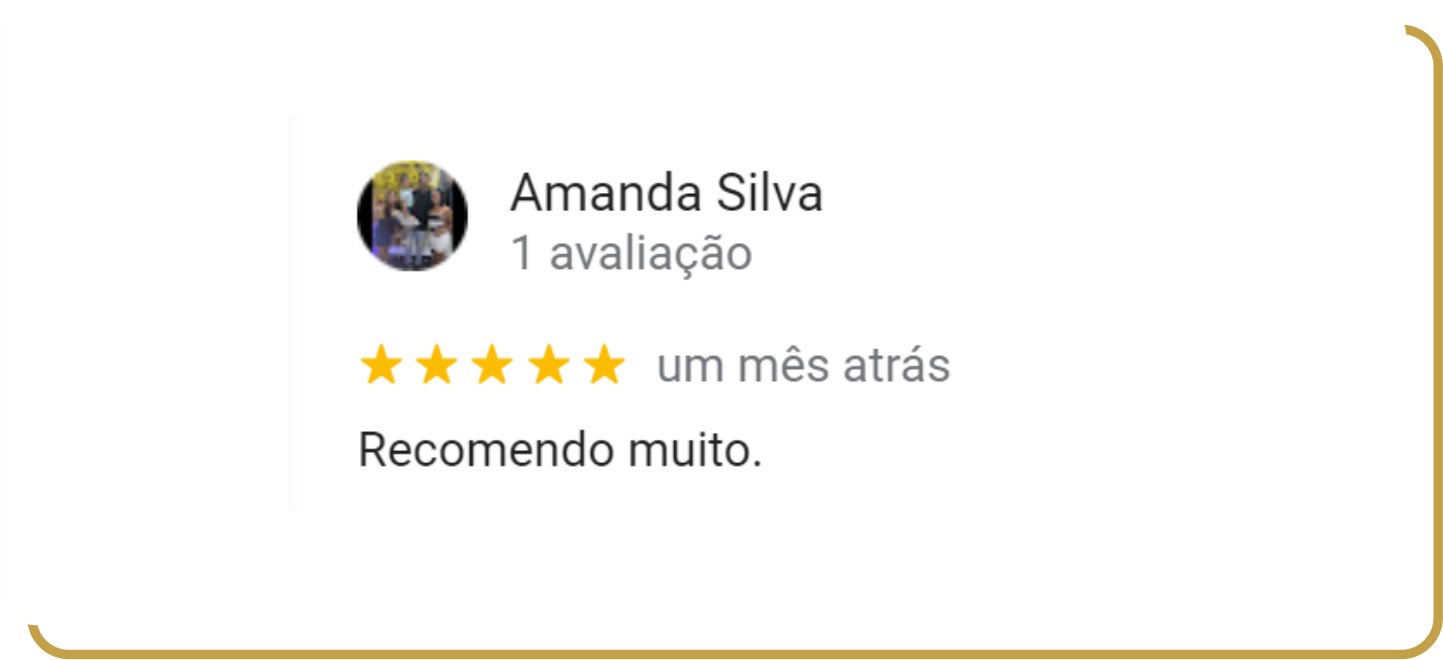 Amanda Silva
1 avaliação
um mês atrás
Recomendo muito.